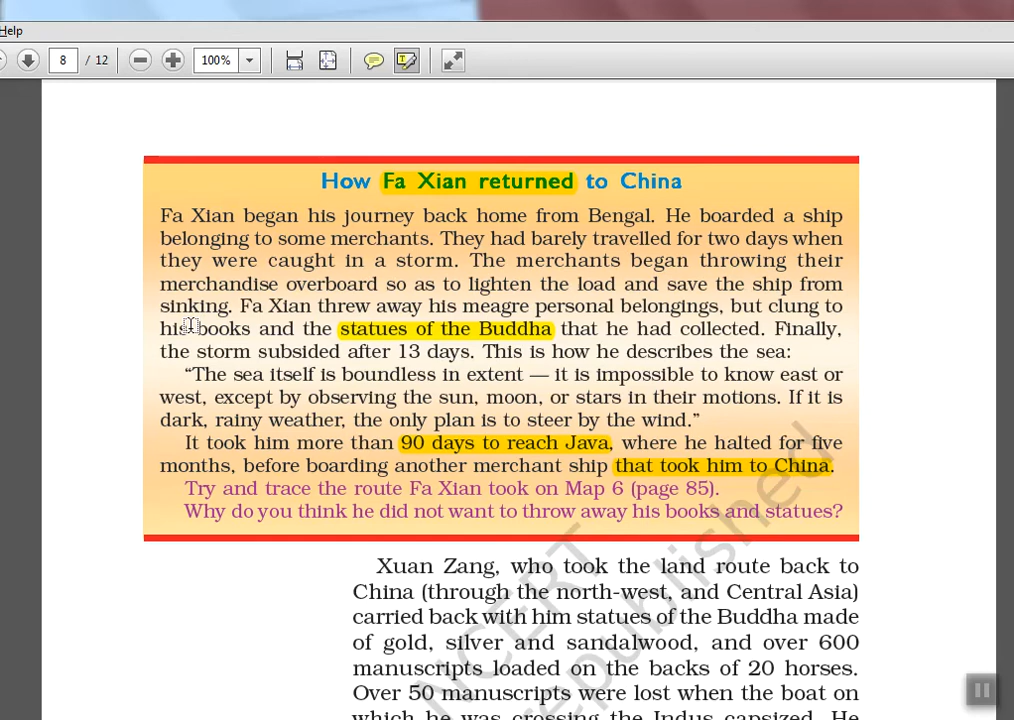 Help
8 / 12
100%
How Fa Xian returned to China
Fa Xian began his journey back home from Bengal. He boarded a ship
belonging to some merchants. They had barely travelled for two days when
they were caught in a storm. The merchants began throwing their
merchandise overboard so as to lighten the load and save the ship from
sinking. Fa Xian threw away his meagre personal belongings, but clung to
his books and the statues of the Buddha that he had collected. Finally,
the storm subsided after 13 days. This is how he describes the sea:
“The sea itself is boundless in extent — it is impossible to know east or
west, except by observing the sun, moon, or stars in their motions. If it is
dark, rainy weather, the only plan is to steer by the wind.”
It took him more than 90 days to reach Java, where he halted for five
months, before boarding another merchant ship that took him to China.
Try and trace the route Fa Xian took on Map 6 (page 85).
Why do you think he did not want to throw away his books and statues?
Xuan Zang, who took the land route back to
China (through the north-west, and Central Asia)
carried back with him statues of the Buddha made
of gold, silver and sandalwood, and over 600
manuscripts loaded on the backs of 20 horses.
Over 50 manuscripts were lost when the boat on
which he was crossing the Indus capsized. He
NCERT
republished